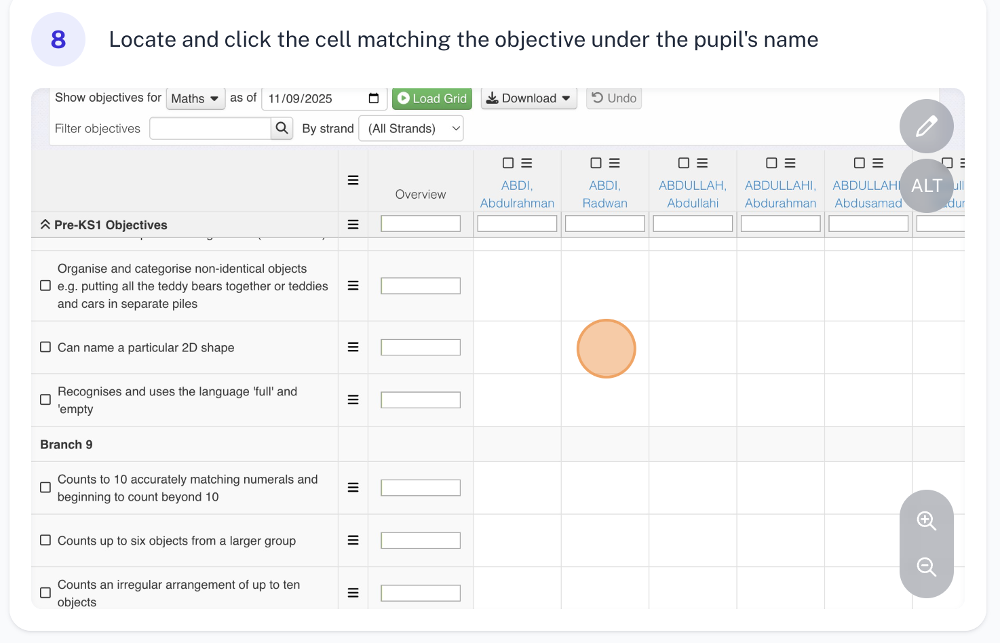 8 Locate and click the cell matching the objective under the pupil's name
Show objectives for Maths as of 11/09/2025 Load Grid Download Undo
Filter objectives By strand (All Strands)
Overview
ABDI, Abdulrahman
ABDI, Radwan
ABDULLAH, Abdullahi
ABDULLAHI, Abdurahman
ABDULLAHI Abdusamad
ALT
Pre-KS1 Objectives
Organise and categorise non-identical objects
e.g. putting all the teddy bears together or teddies
and cars in separate piles
Can name a particular 2D shape
Recognises and uses the language 'full' and
'empty
Branch 9
Counts to 10 accurately matching numerals and
beginning to count beyond 10
Counts up to six objects from a larger group
Counts an irregular arrangement of up to ten
objects